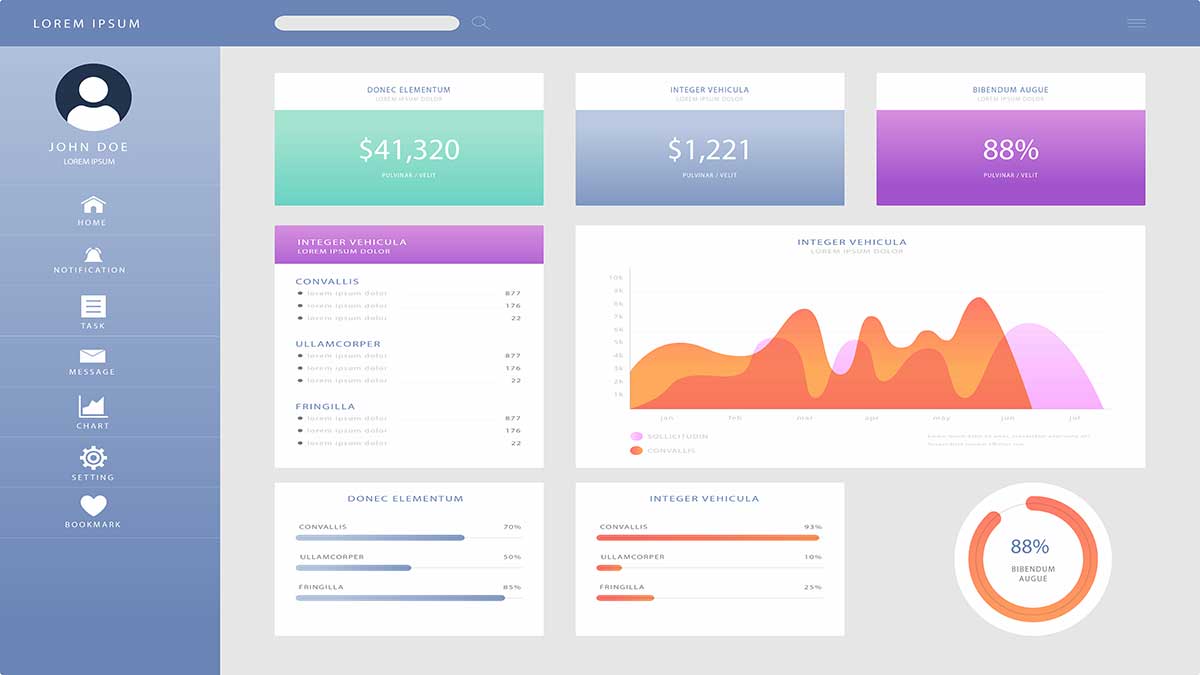 LOREM IPSUM
JOHN DOE
LOREM IPSUM
HOME
NOTIFICATION
TASK
MESSAGE
CHART
SETTING
BOOKMARK
DONEC ELEMENTUM
LOREM IPSUM DOLOR
$41,320
PULVINAR / VELIT
INTEGER VEHICULA
LOREM IPSUM DOLOR
$1,221
PULVINAR / VELIT
BIBENDUM AUGUE
LOREM IPSUM DOLOR
88%
PULVINAR / VELIT
INTEGER VEHICULA
LOREM IPSUM DOLOR
CONVALLIS
lorem ipsum dolor 877
lorem ipsum dolor 176
lorem ipsum dolor 22
ULLAMCORPER
lorem ipsum dolor 877
lorem ipsum dolor 176
lorem ipsum dolor 22
FRINGILLA
lorem ipsum dolor 877
lorem ipsum dolor 176
lorem ipsum dolor 22
INTEGER VEHICULA
LOREM IPSUM DOLOR
10k
9k
8k
7k
6k
5k
4k
3k
2k
1k
jan feb mar apr may jun jul
SOLLICITUDIN
CONVALLIS
DONEC ELEMENTUM
CONVALLIS 70%
ULLAMCORPER 50%
FRINGILLA 85%
INTEGER VEHICULA
CONVALLIS 93%
ULLAMCORPER 10%
FRINGILLA 25%
88%
BIBENDUM
AUGUE